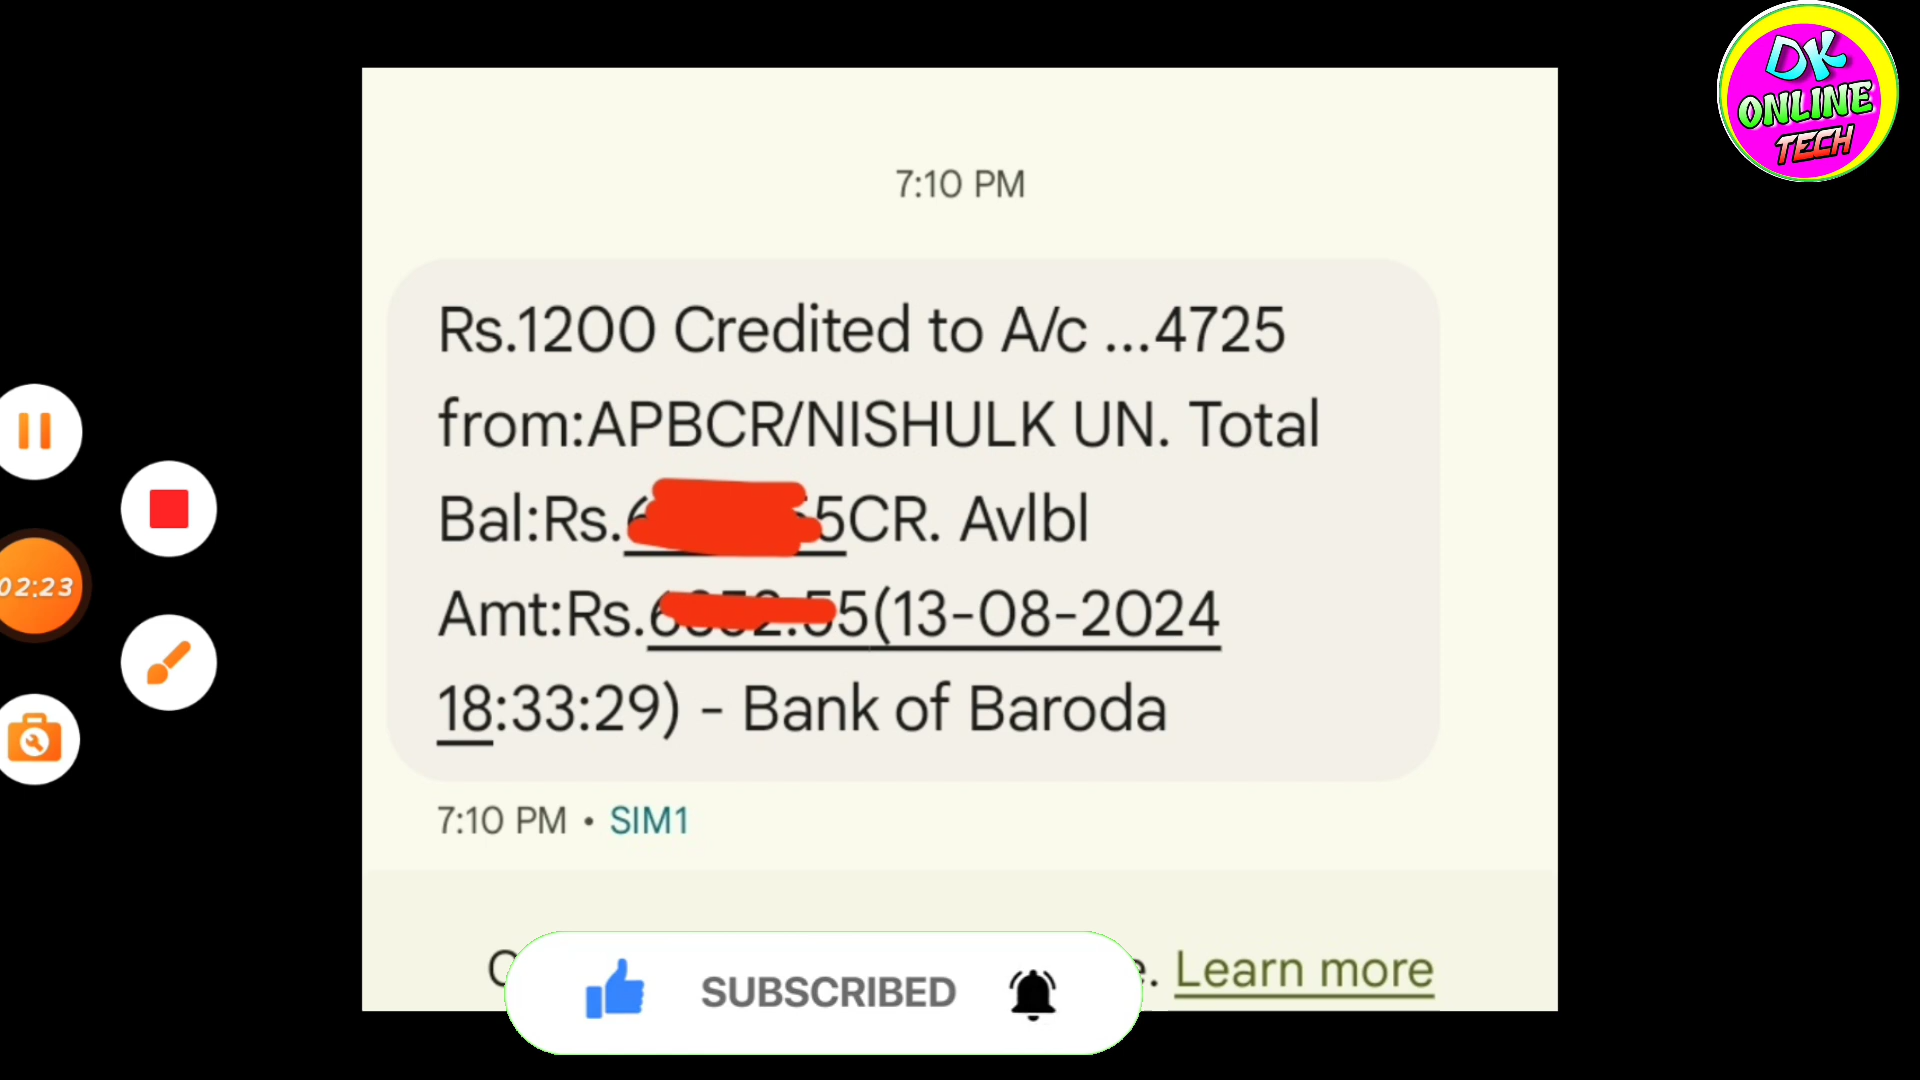 DK
ONLINE
TECH
7:10 PM
Rs.1200 Credited to A/c ...4725
from:APBCR/NISHULK UN. Total
Bal:Rs. 5CR. Avlbl
Amt:Rs. 5(13-08-2024
18:33:29) - Bank of Baroda
7:10 PM • SIM1
02:23
Learn more
SUBSCRIBED